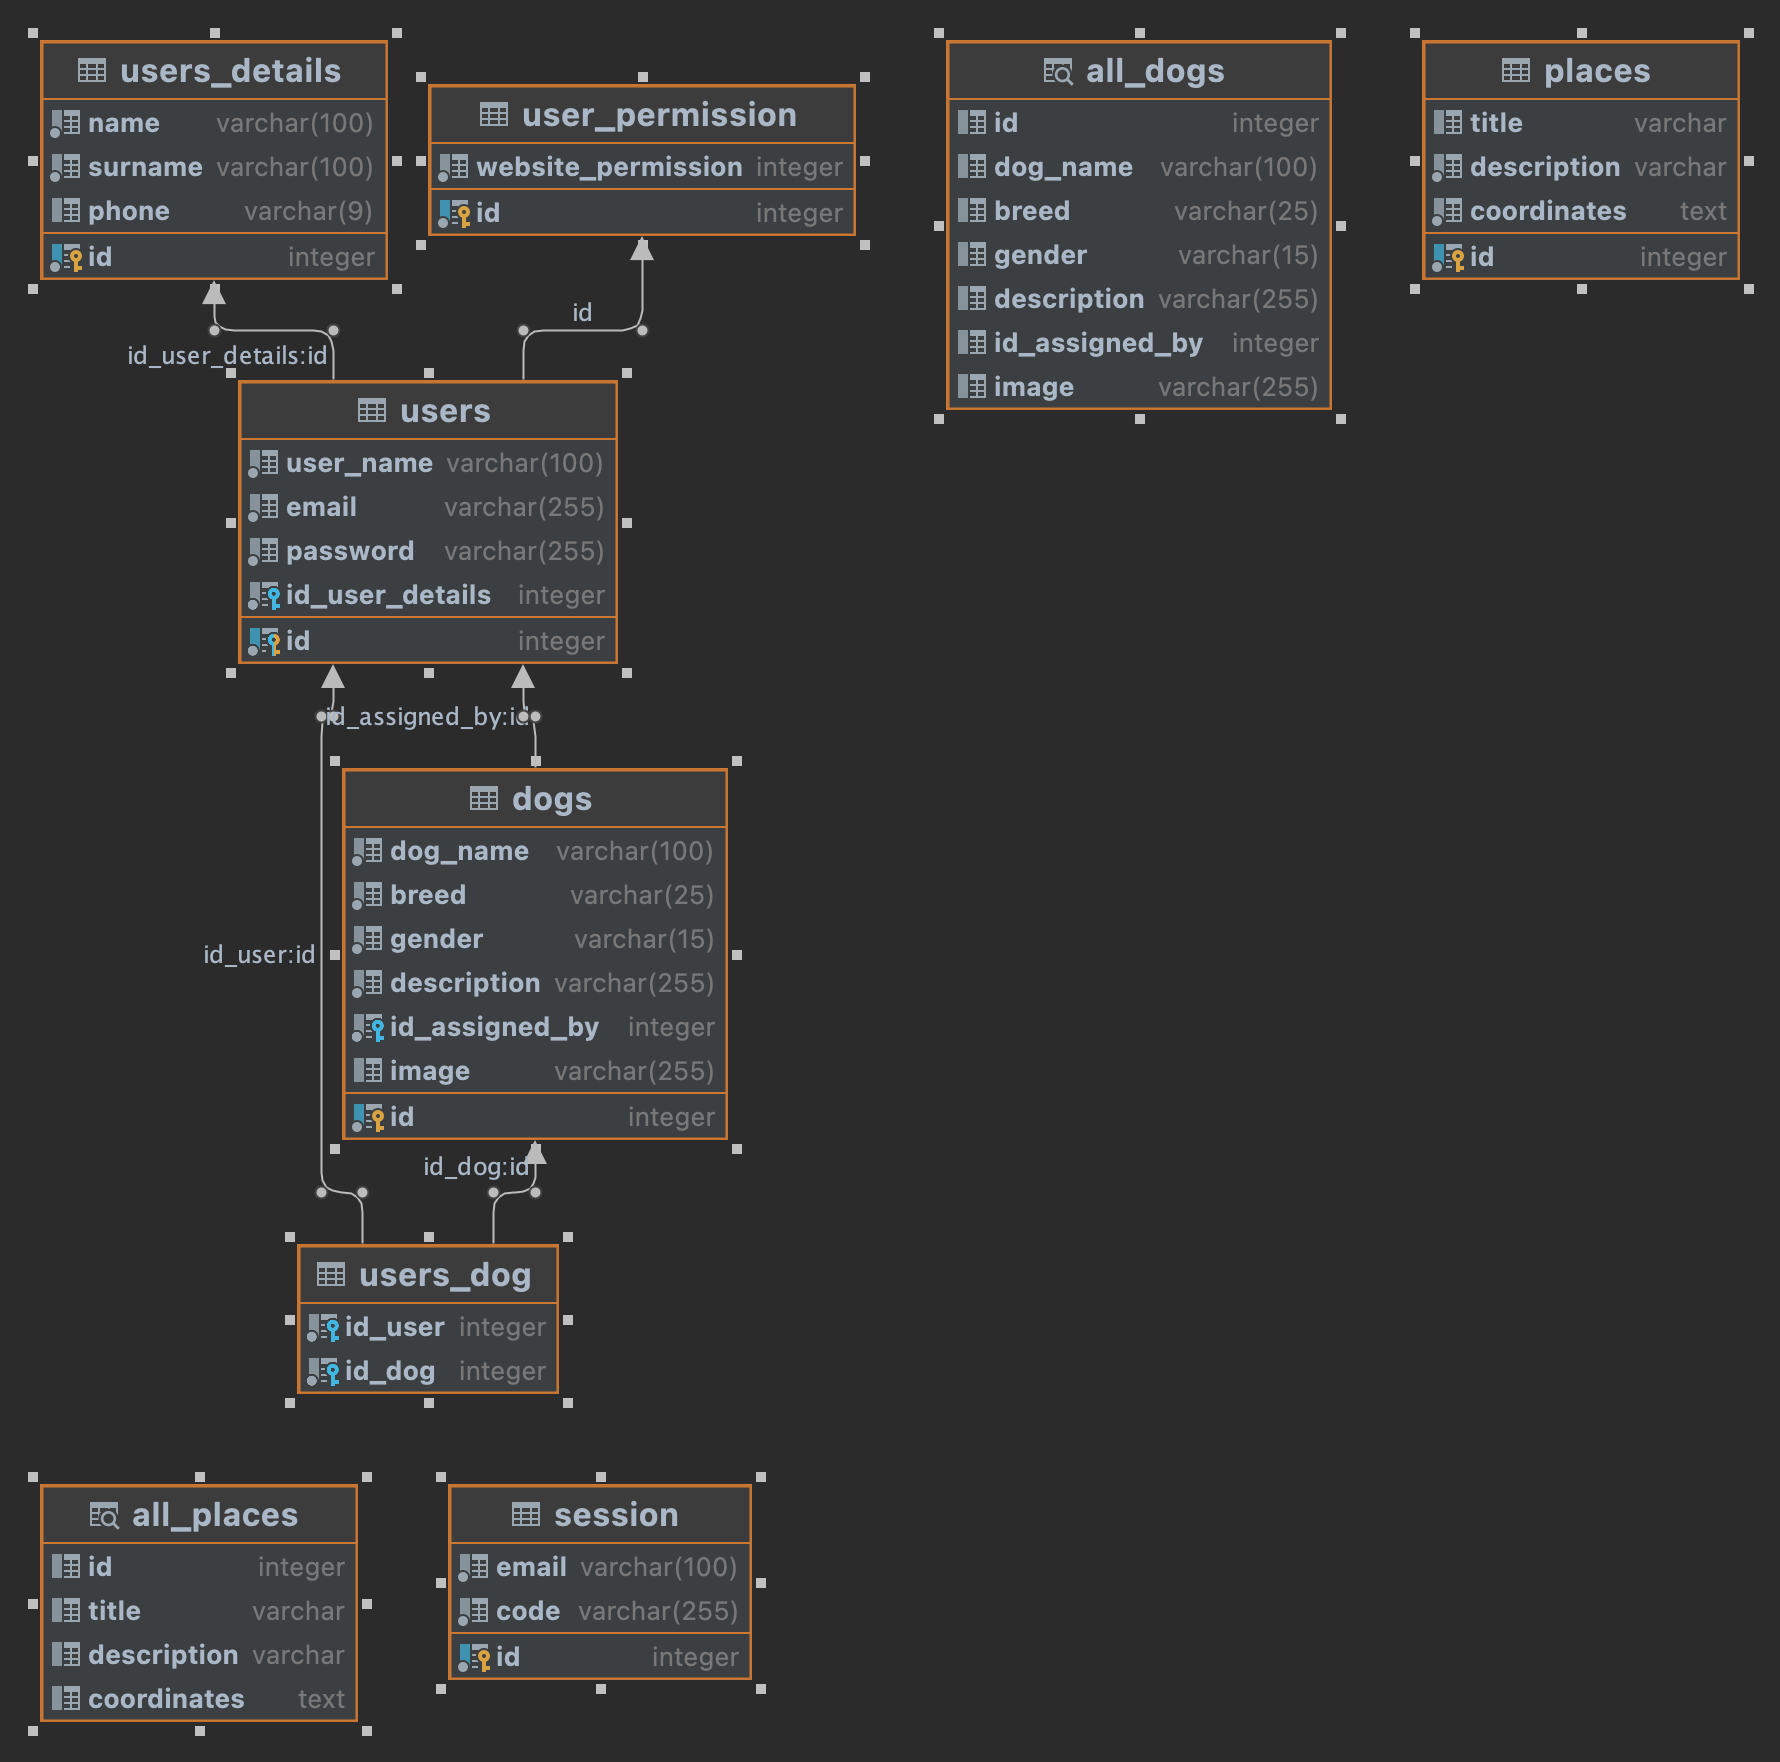 users_details
name varchar(100)
surname varchar(100)
phone varchar(9)
id integer
user_permission
website_permission integer
id integer
all_dogs
id integer
dog_name varchar(100)
breed varchar(25)
gender varchar(15)
description varchar(255)
id_assigned_by integer
image varchar(255)
places
title varchar
description varchar
coordinates text
id integer
id_user_details:id
id
users
user_name varchar(100)
email varchar(255)
password varchar(255)
id_user_details integer
id integer
id_assigned_by:id
dogs
dog_name varchar(100)
breed varchar(25)
gender varchar(15)
description varchar(255)
id_assigned_by integer
image varchar(255)
id integer
id_user:id
id_dog:id
users_dog
id_user integer
id_dog integer
all_places
id integer
title varchar
description varchar
coordinates text
session
email varchar(100)
code varchar(255)
id integer